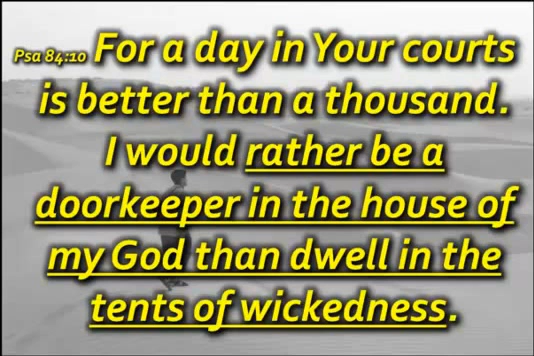 Psa 84:10 For a day in Your courts
is better than a thousand.
I would rather be a
doorkeeper in the house of
my God than dwell in the
tents of wickedness.